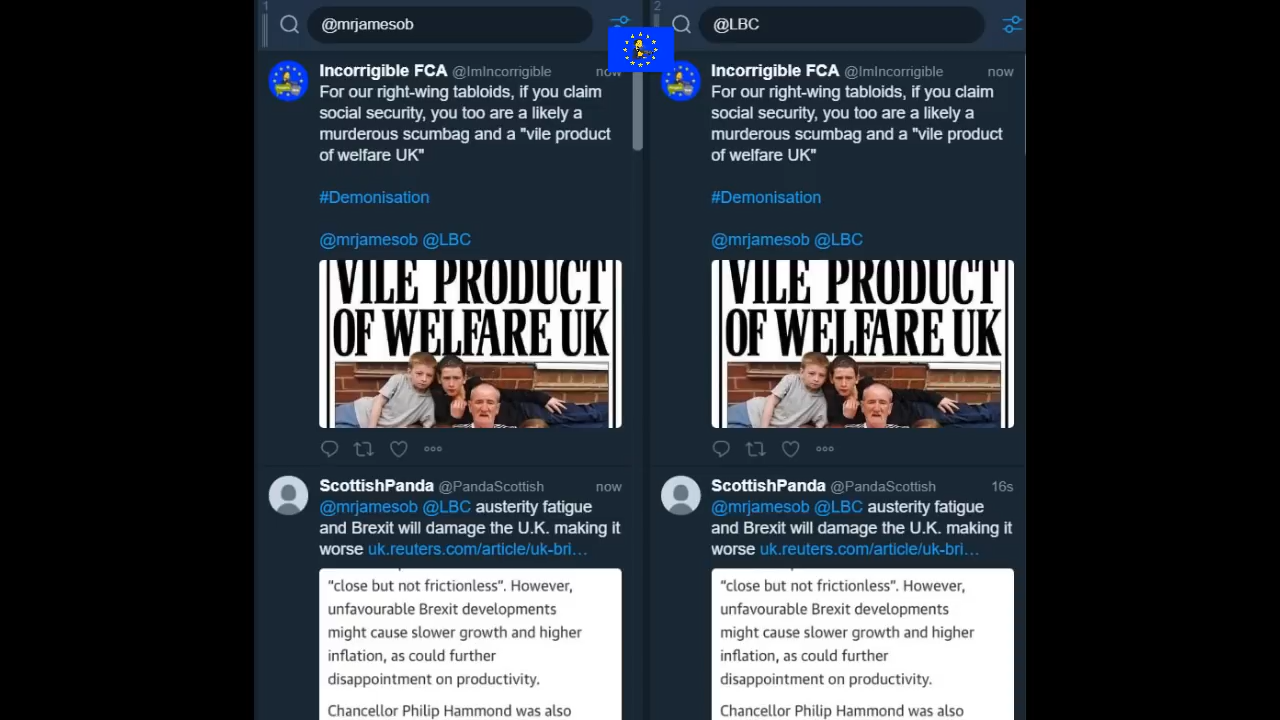 1
@mrjamesob
Incorrigible FCA @ImIncorrigible now
For our right-wing tabloids, if you claim
social security, you too are a likely a
murderous scumbag and a "vile product
of welfare UK"
#Demonisation
@mrjamesob @LBC
VILE PRODUCT
OF WELFARE UK
ScottishPanda @PandaScottish now
@mrjamesob @LBC austerity fatigue
and Brexit will damage the U.K. making it
worse uk.reuters.com/article/uk-bri…
“close but not frictionless”. However,
unfavourable Brexit developments
might cause slower growth and higher
inflation, as could further
disappointment on productivity.
Chancellor Philip Hammond was also
2
@LBC
Incorrigible FCA @ImIncorrigible now
For our right-wing tabloids, if you claim
social security, you too are a likely a
murderous scumbag and a "vile product
of welfare UK"
#Demonisation
@mrjamesob @LBC
VILE PRODUCT
OF WELFARE UK
ScottishPanda @PandaScottish 16s
@mrjamesob @LBC austerity fatigue
and Brexit will damage the U.K. making it
worse uk.reuters.com/article/uk-bri…
“close but not frictionless”. However,
unfavourable Brexit developments
might cause slower growth and higher
inflation, as could further
disappointment on productivity.
Chancellor Philip Hammond was also